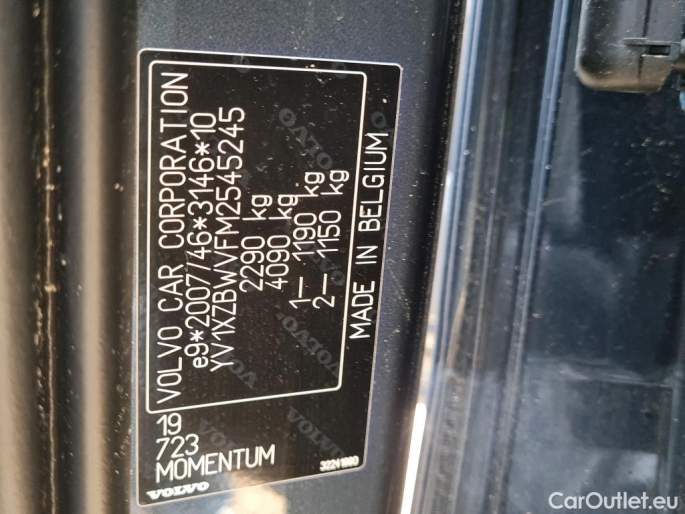 VOLVO CAR CORPORATION
e9*2007/46*3146*10
YV1XZBWVFM2545245
2290 kg
4090 kg
1— 1190 kg
2— 1150 kg
MADE IN BELGIUM
19
723
MOMENTUM
VOLVO
CarOutlet.eu